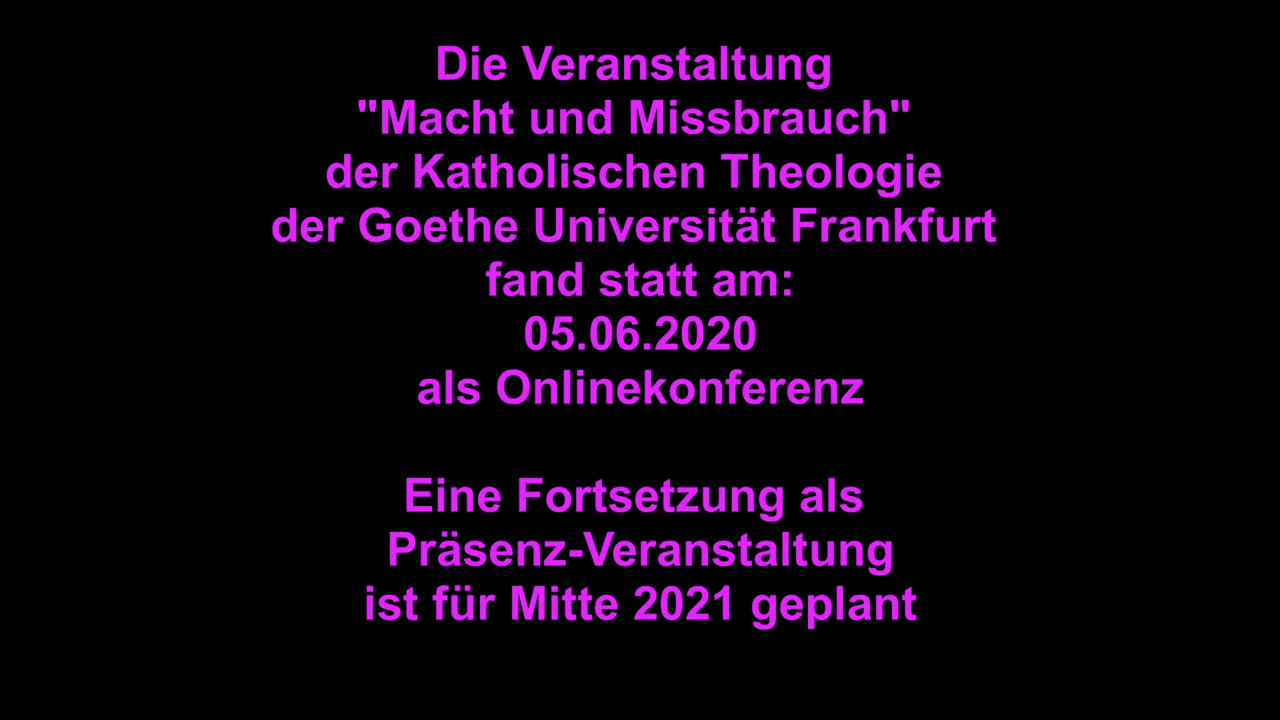 Die Veranstaltung
"Macht und Missbrauch"
der Katholischen Theologie
der Goethe Universität Frankfurt
fand statt am:
05.06.2020
als Onlinekonferenz
Eine Fortsetzung als
Präsenz-Veranstaltung
ist für Mitte 2021 geplant